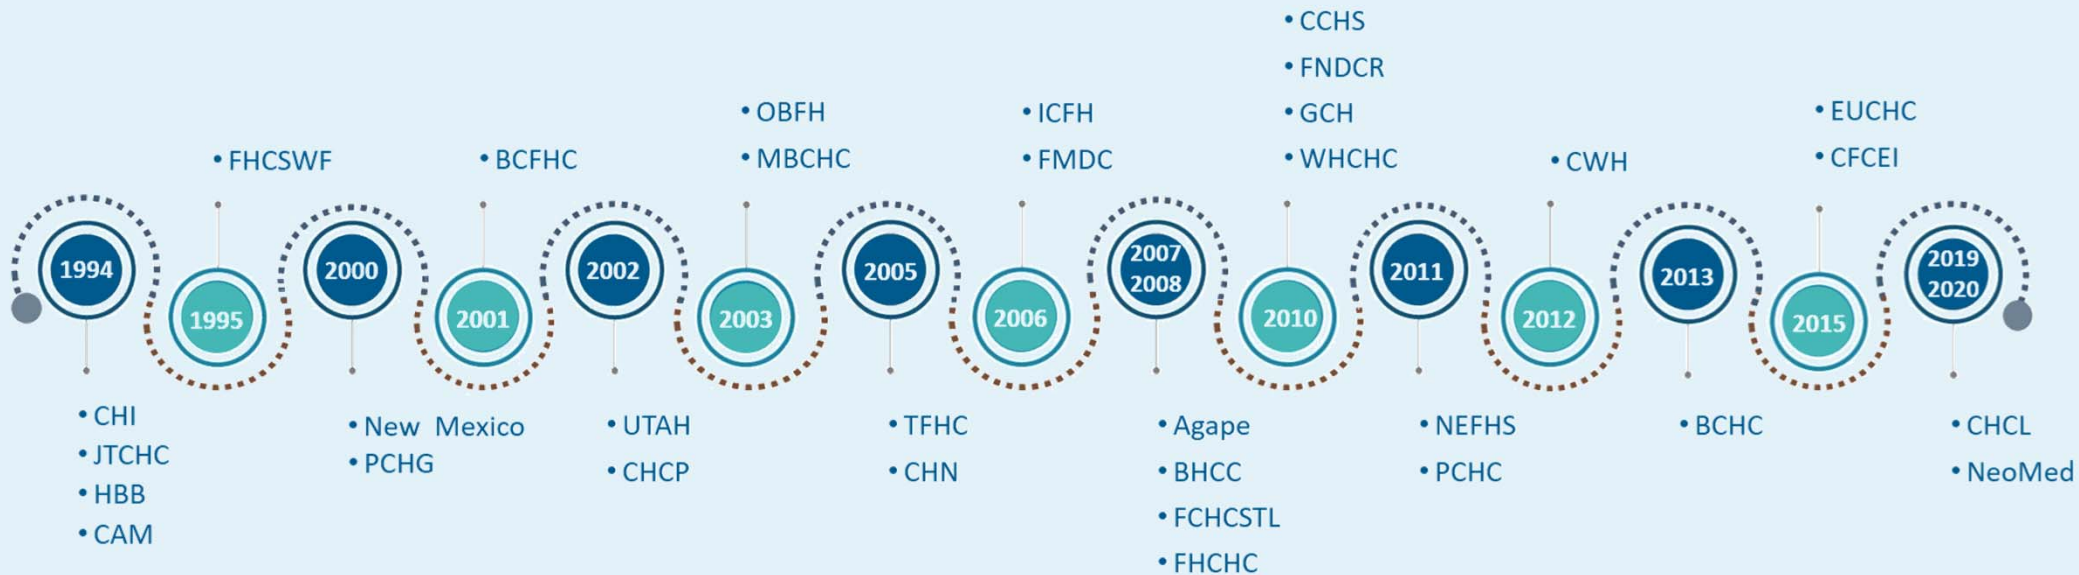 1994
• CHI
• JTCHC
• HBB
• CAM
• FHCSWF
1995
2000
• New Mexico
• PCHG
• BCFHC
2001
2002
• UTAH
• CHCP
• OBFH
• MBCHC
2003
2005
• TFHC
• CHN
• ICFH
• FMDC
2006
2007
2008
• Agape
• BHCC
• FCHCSTL
• FHCHC
• CCHS
• FNDCR
• GCH
• WHCHC
2010
2011
• NEFHS
• PCHC
• CWH
2012
2013
• BCHC
• EUCHC
• CFCEI
2015
2019
2020
• CHCL
• NeoMed